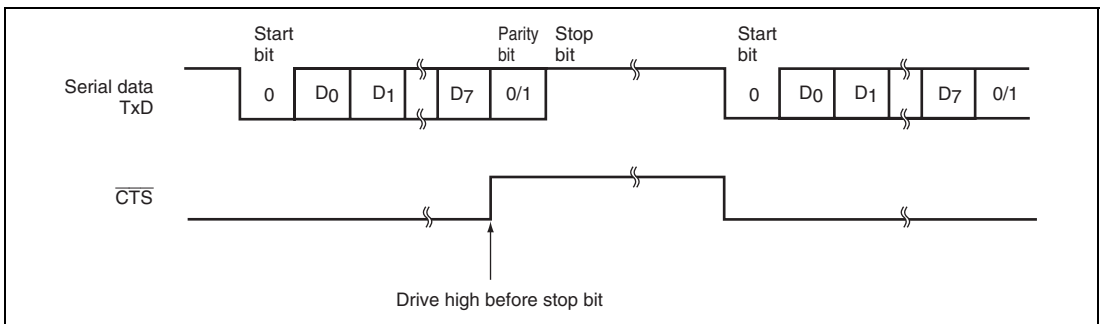 Start bit
Parity bit
Stop bit
Start bit
Serial data TxD
0 D0 D1 D7 0/1 0 D0 D1 D7 0/1
CTS
Drive high before stop bit